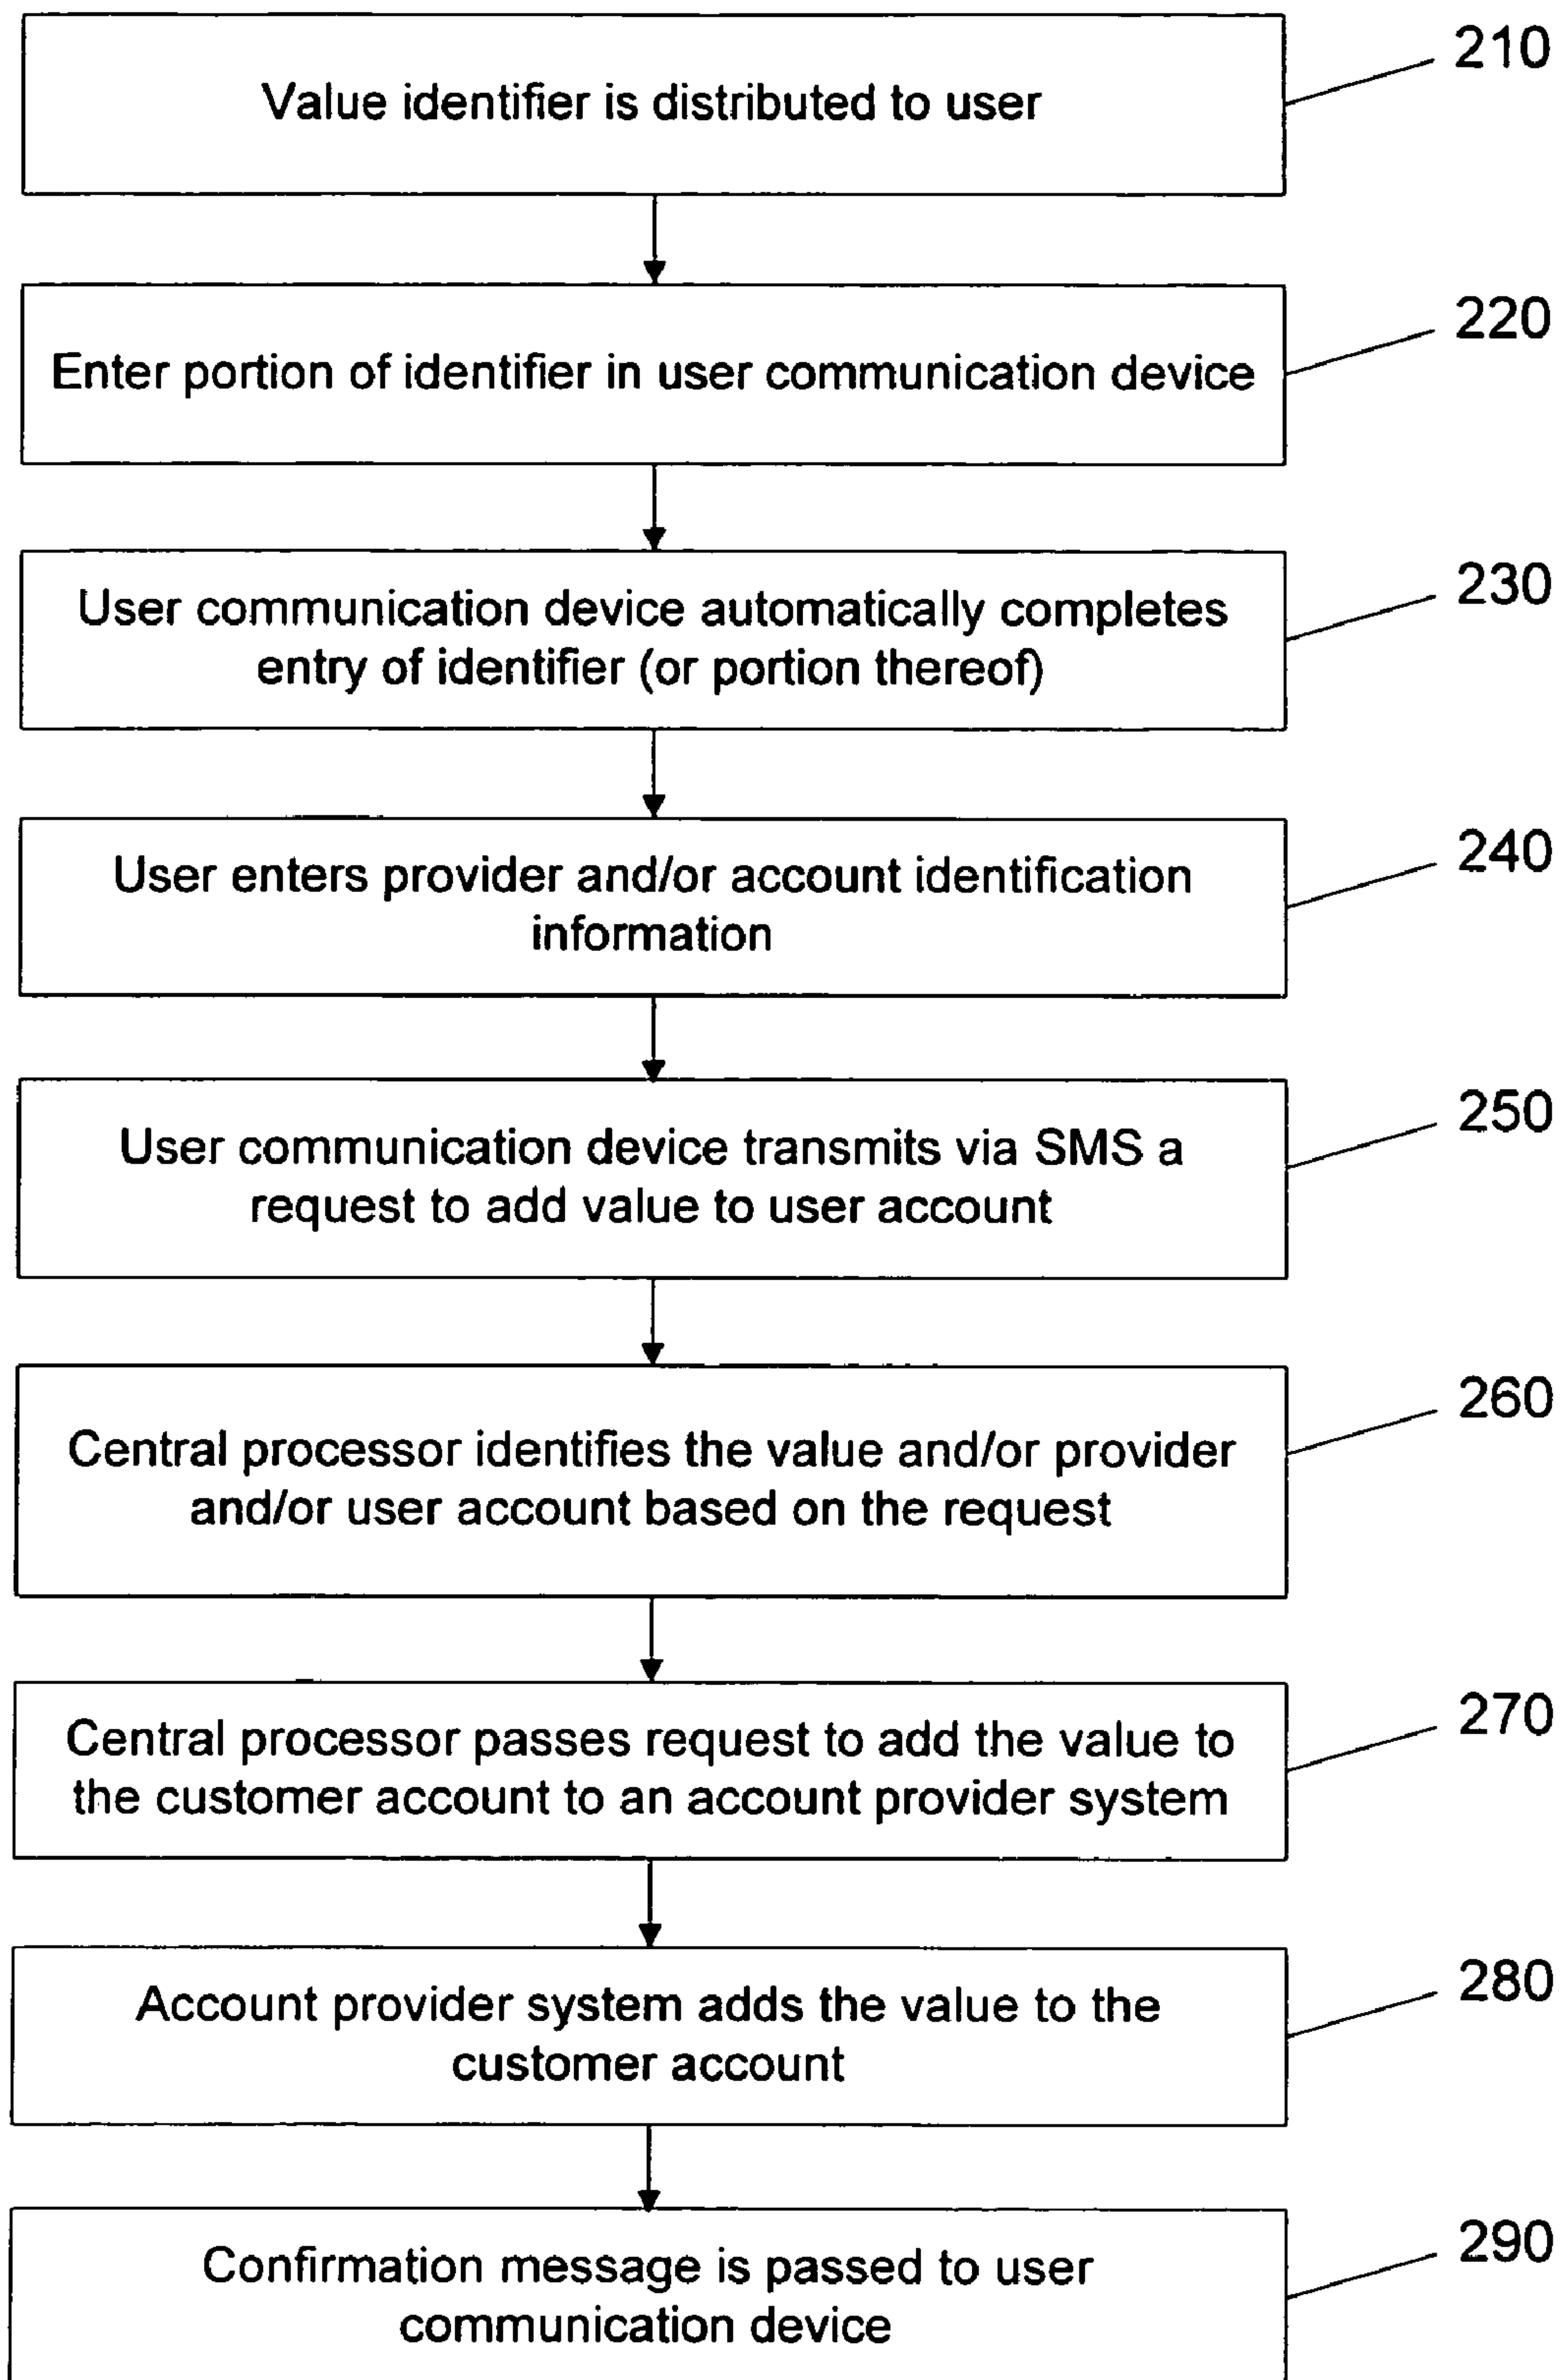 210
Value identifier is distributed to user
220
Enter portion of identifier in user communication device
230
User communication device automatically completes
entry of identifier (or portion thereof)
240
User enters provider and/or account identification
information
250
User communication device transmits via SMS a
request to add value to user account
260
Central processor identifies the value and/or provider
and/or user account based on the request
270
Central processor passes request to add the value to
the customer account to an account provider system
280
Account provider system adds the value to the
customer account
290
Confirmation message is passed to user
communication device